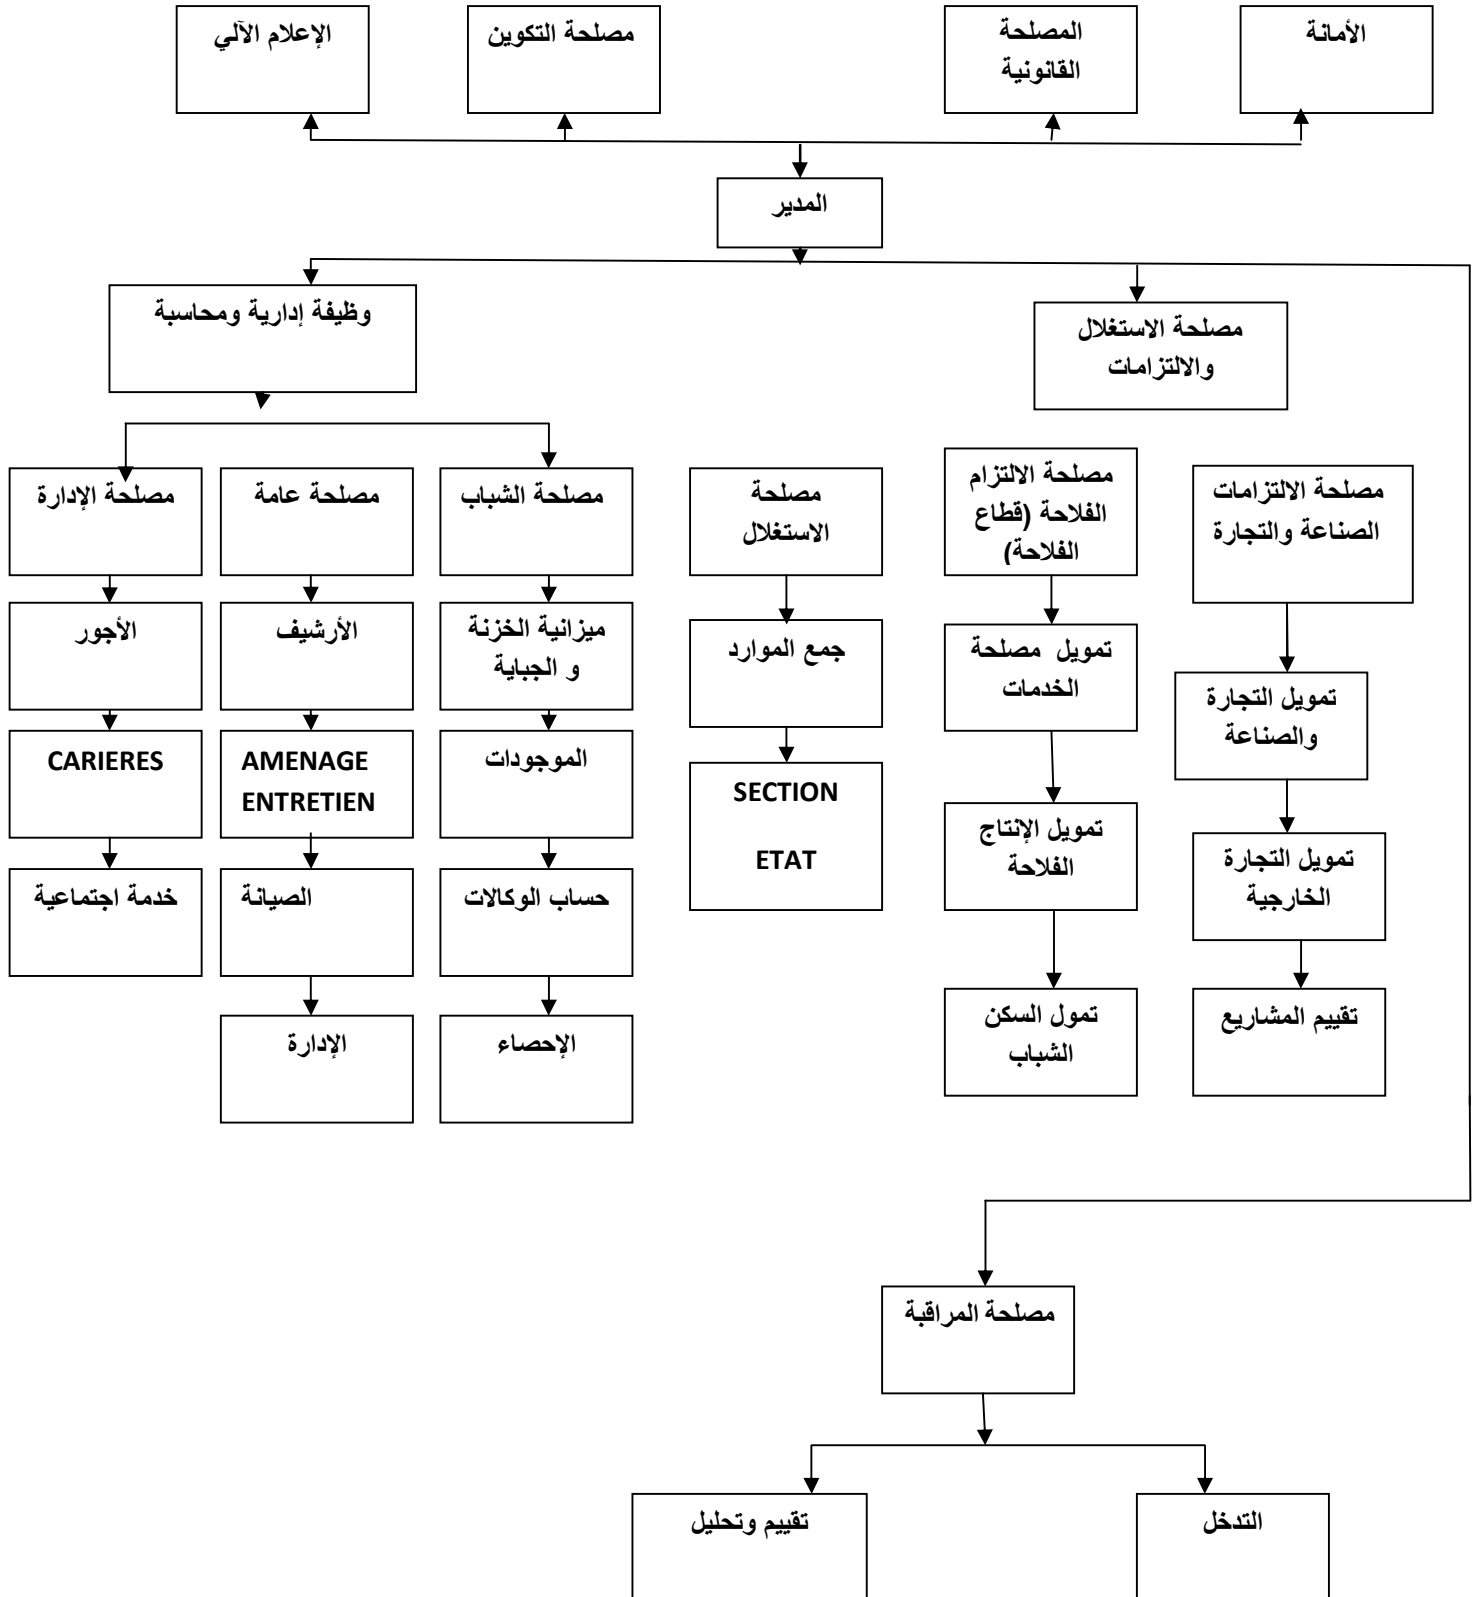 الأمانة
المصلحة
القانونية
مصلحة التكوين
الإعلام الآلي
المدير
مصلحة الاستغلال
والالتزامات
وظيفة إدارية ومحاسبة
مصلحة الالتزامات
الصناعة والتجارة
مصلحة الالتزام
الفلاحة (قطاع
الفلاحة)
مصلحة
الاستغلال
مصلحة الشباب
مصلحة عامة
مصلحة الإدارة
تمويل التجارة
والصناعة
تمويل مصلحة
الخدمات
جمع الموارد
ميزانية الخزنة
و الجباية
الأرشيف
الأجور
تمويل التجارة
الخارجية
تمويل الإنتاج
الفلاحة
SECTION
ETAT
الموجودات
AMENAGE
ENTRETIEN
CARIERES
حساب الوكالات
الصيانة
خدمة اجتماعية
تقييم المشاريع
تمول السكن
الشباب
الإحصاء
الإدارة
مصلحة المراقبة
التدخل
تقييم وتحليل